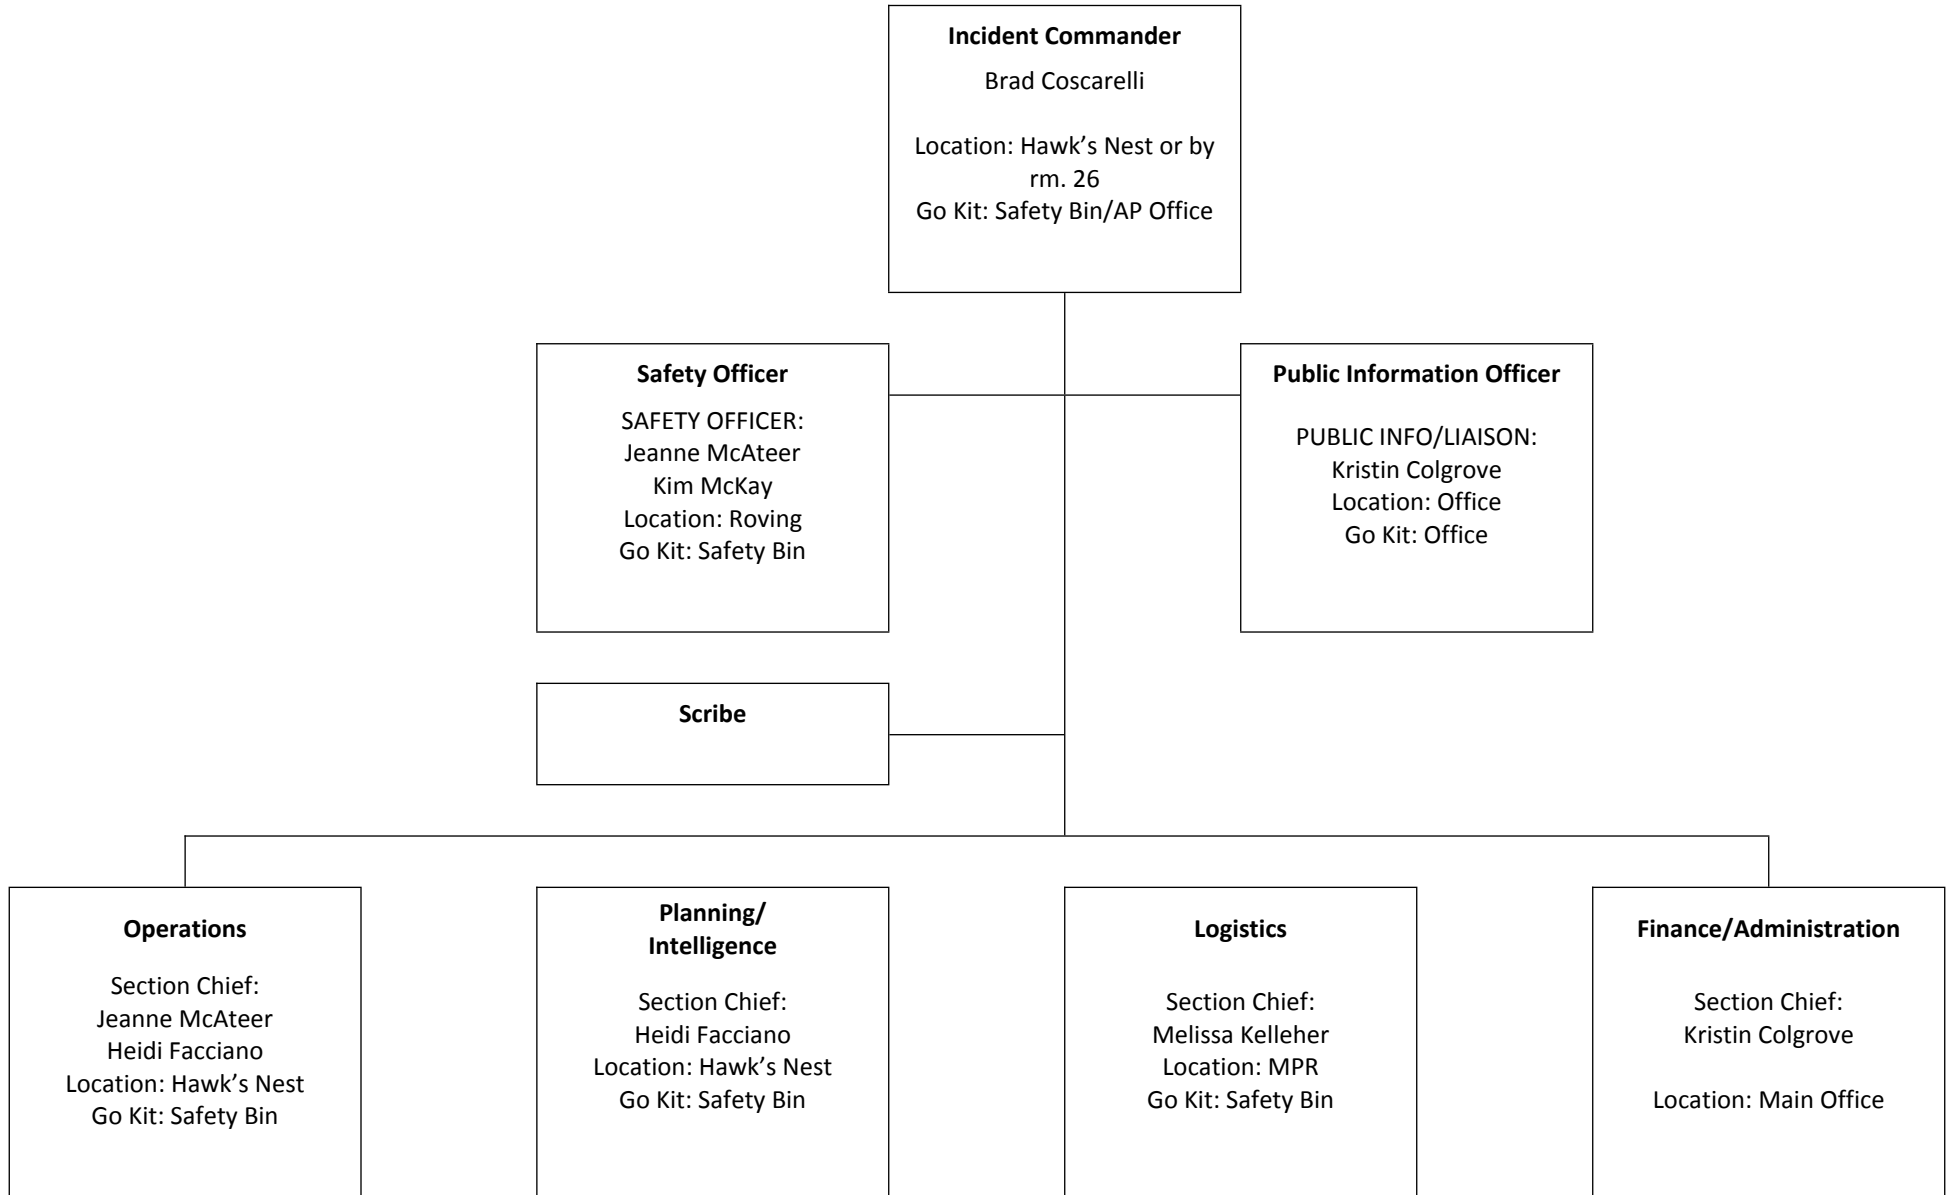 Incident Commander
Brad Coscarelli
Location: Hawk’s Nest or by
rm. 26
Go Kit: Safety Bin/AP Office
Safety Officer
SAFETY OFFICER:
Jeanne McAteer
Kim McKay
Location: Roving
Go Kit: Safety Bin
Public Information Officer
PUBLIC INFO/LIAISON:
Kristin Colgrove
Location: Office
Go Kit: Office
Scribe
Operations
Section Chief:
Jeanne McAteer
Heidi Facciano
Location: Hawk’s Nest
Go Kit: Safety Bin
Planning/
Intelligence
Section Chief:
Heidi Facciano
Location: Hawk’s Nest
Go Kit: Safety Bin
Logistics
Section Chief:
Melissa Kelleher
Location: MPR
Go Kit: Safety Bin
Finance/Administration
Section Chief:
Kristin Colgrove
Location: Main Office